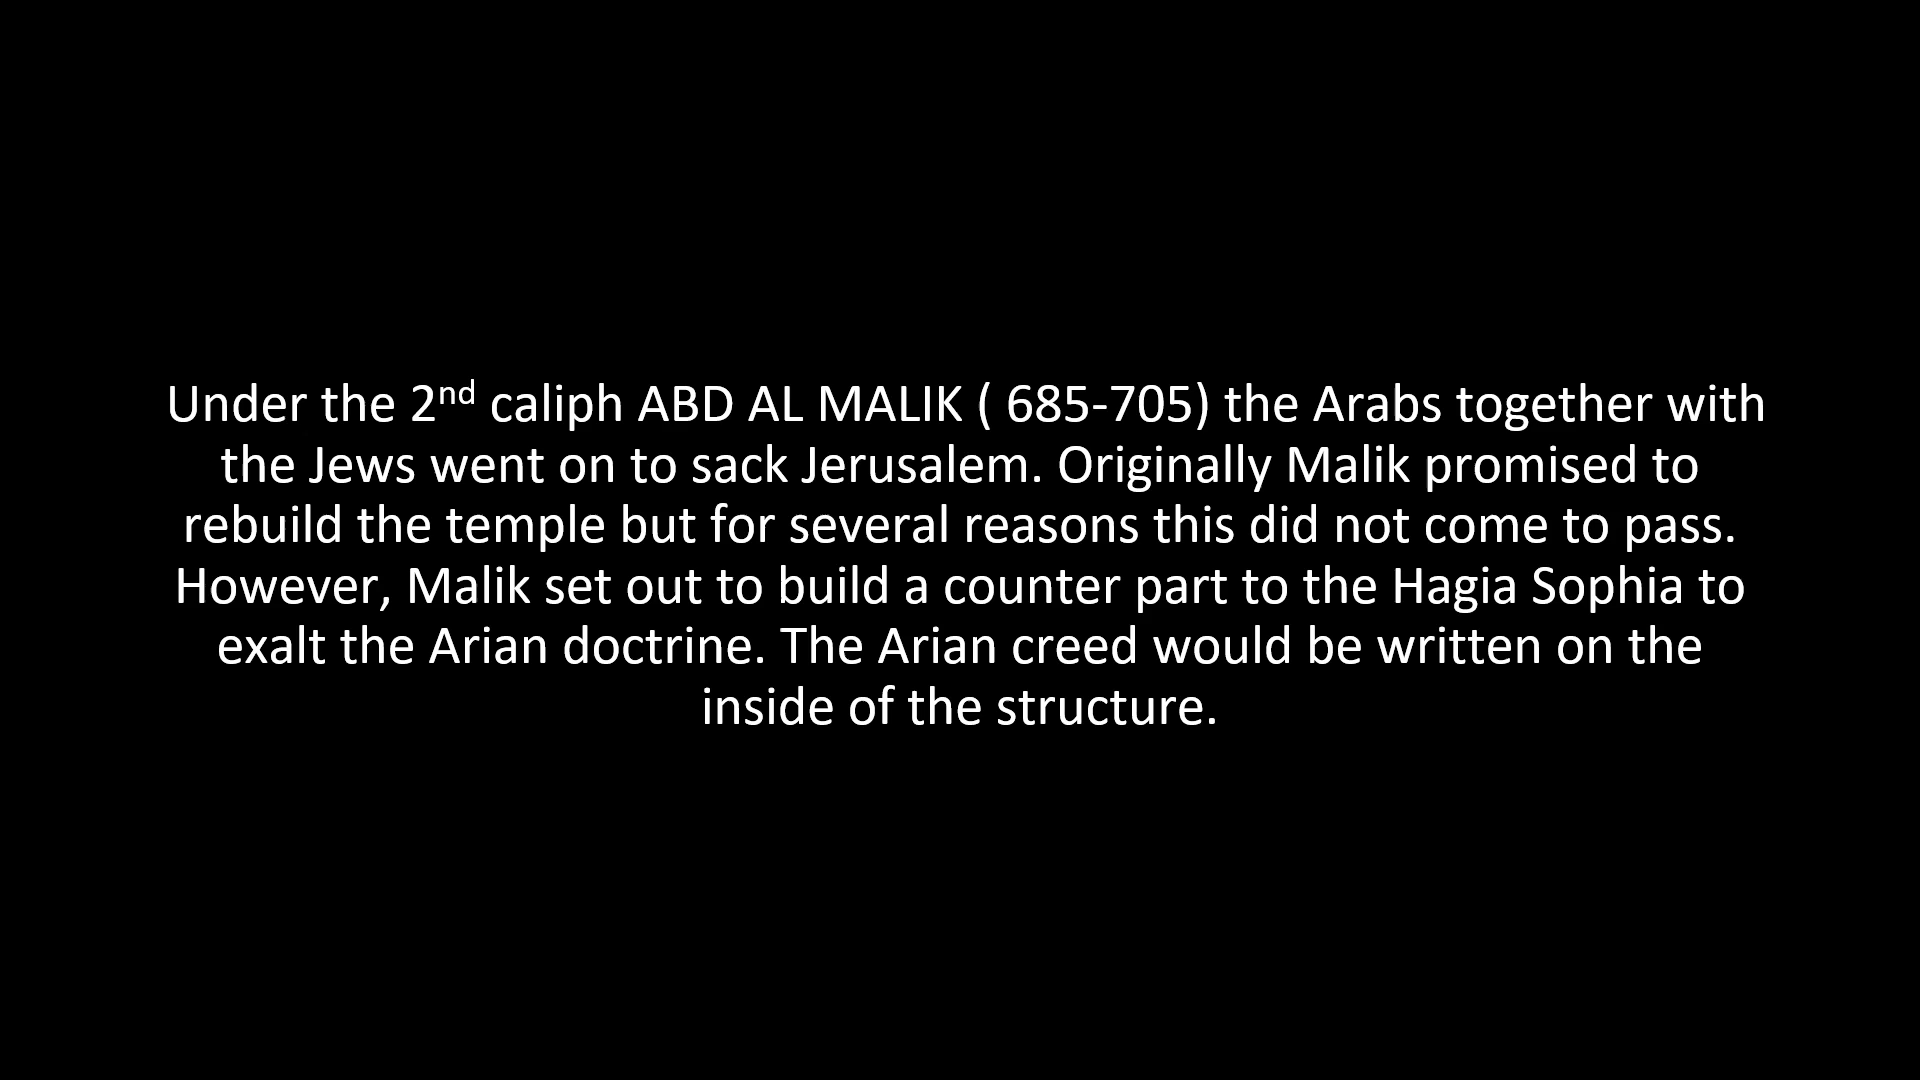 Under the 2nd caliph ABD AL MALIK ( 685-705) the Arabs together with
the Jews went on to sack Jerusalem. Originally Malik promised to
rebuild the temple but for several reasons this did not come to pass.
However, Malik set out to build a counter part to the Hagia Sophia to
exalt the Arian doctrine. The Arian creed would be written on the
inside of the structure.